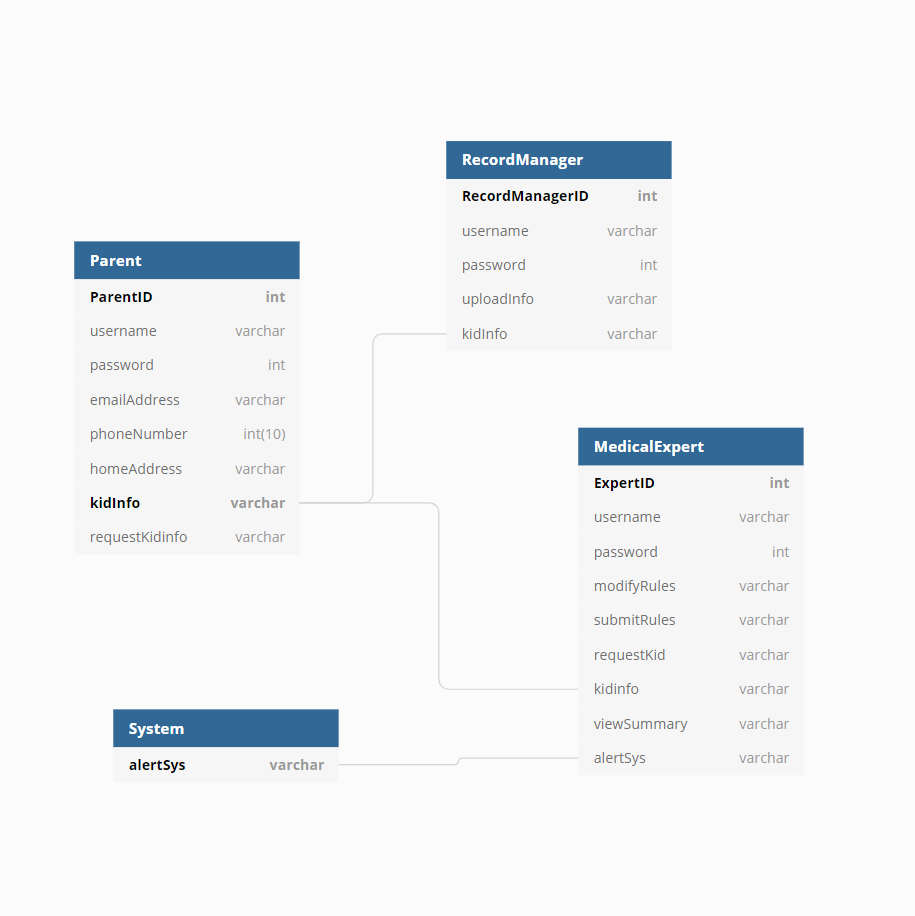 RecordManager
RecordManagerID int
username varchar
password int
uploadInfo varchar
kidInfo varchar
Parent
ParentID int
username varchar
password int
emailAddress varchar
phoneNumber int(10)
homeAddress varchar
kidInfo varchar
requestKidinfo varchar
MedicalExpert
ExpertID int
username varchar
password int
modifyRules varchar
submitRules varchar
requestKid varchar
kidinfo varchar
viewSummary varchar
alertSys varchar
System
alertSys varchar